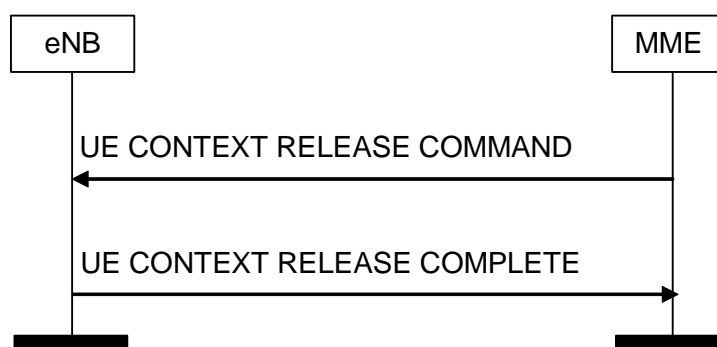 eNB
MME
UE CONTEXT RELEASE COMMAND
UE CONTEXT RELEASE COMPLETE